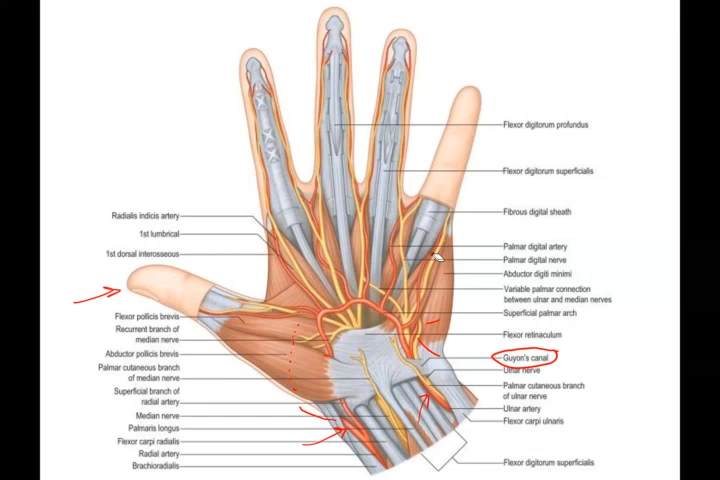 Radialis indicis artery
1st lumbrical
1st dorsal interosseous
Flexor pollicis brevis
Recurrent branch of
median nerve
Abductor pollicis brevis
Palmar cutaneous branch
of median nerve
Superficial branch of
radial artery
Median nerve
Palmaris longus
Flexor carpi radialis
Radial artery
Brachioradialis
Flexor digitorum profundus
Flexor digitorum superficialis
Fibrous digital sheath
Palmar digital artery
Palmar digital nerve
Abductor digiti minimi
Variable palmar connection
between ulnar and median nerves
Superficial palmar arch
Flexor retinaculum
Guyon's canal
Ulnar nerve
Palmar cutaneous branch
of ulnar nerve
Ulnar artery
Flexor carpi ulnaris
Flexor digitorum superficialis